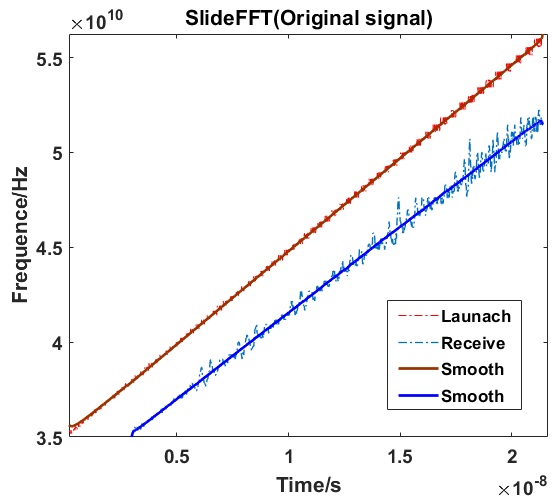 SlideFFT(Original signal)
×10^10
5.5
5
4.5
4
3.5
Frequence/Hz
0.5
1
1.5
2
×10^-8
Time/s
Launach
Receive
Smooth
Smooth